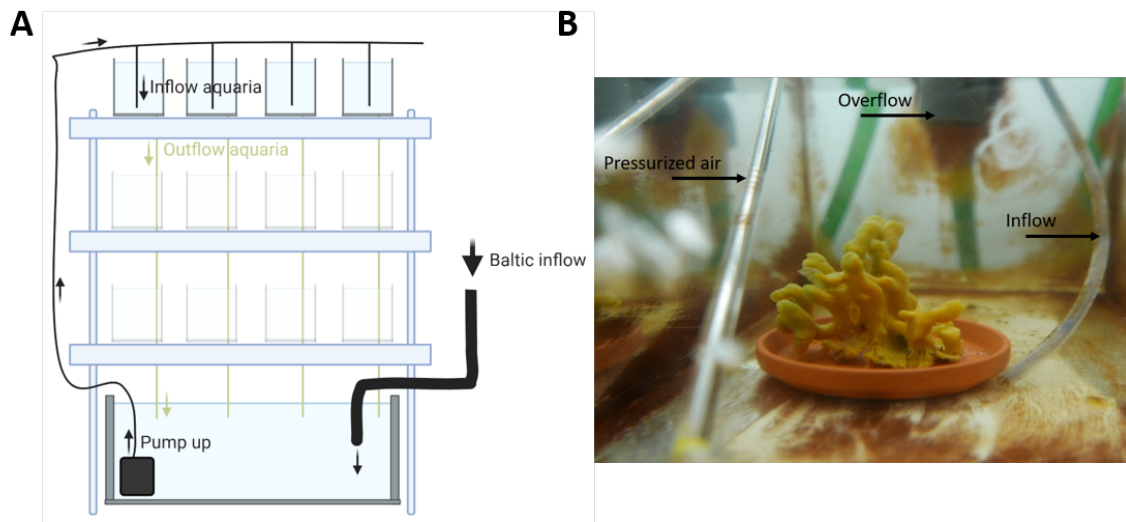 A
Inflow aquaria
Outflow aquaria
Baltic inflow
Pump up
B
Overflow
Pressurized air
Inflow